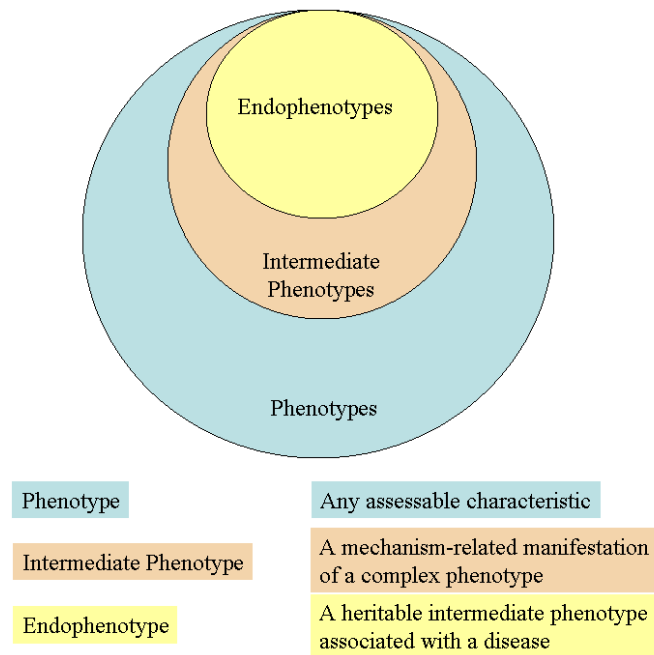 Endophenotypes
Intermediate
Phenotypes
Phenotypes
Phenotype
Any assessable characteristic
Intermediate Phenotype
A mechanism-related manifestation
of a complex phenotype
Endophenotype
A heritable intermediate phenotype
associated with a disease